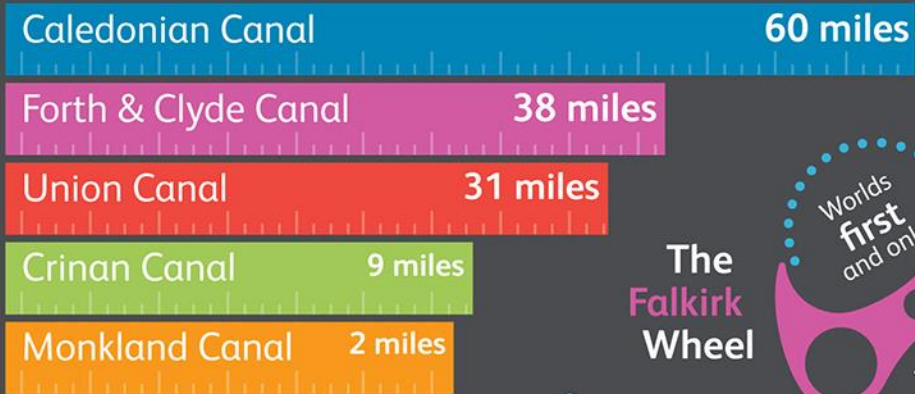 Caledonian Canal 60 miles
Forth & Clyde Canal 38 miles
Union Canal 31 miles
Crinan Canal 9 miles
Monkland Canal 2 miles
The
Falkirk
Wheel
Worlds
first
and